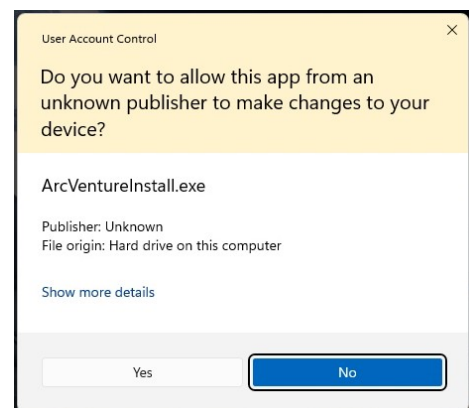 User Account Control
Do you want to allow this app from an
unknown publisher to make changes to your
device?
ArcVentureInstall.exe
Publisher: Unknown
File origin: Hard drive on this computer
Show more details
Yes
No